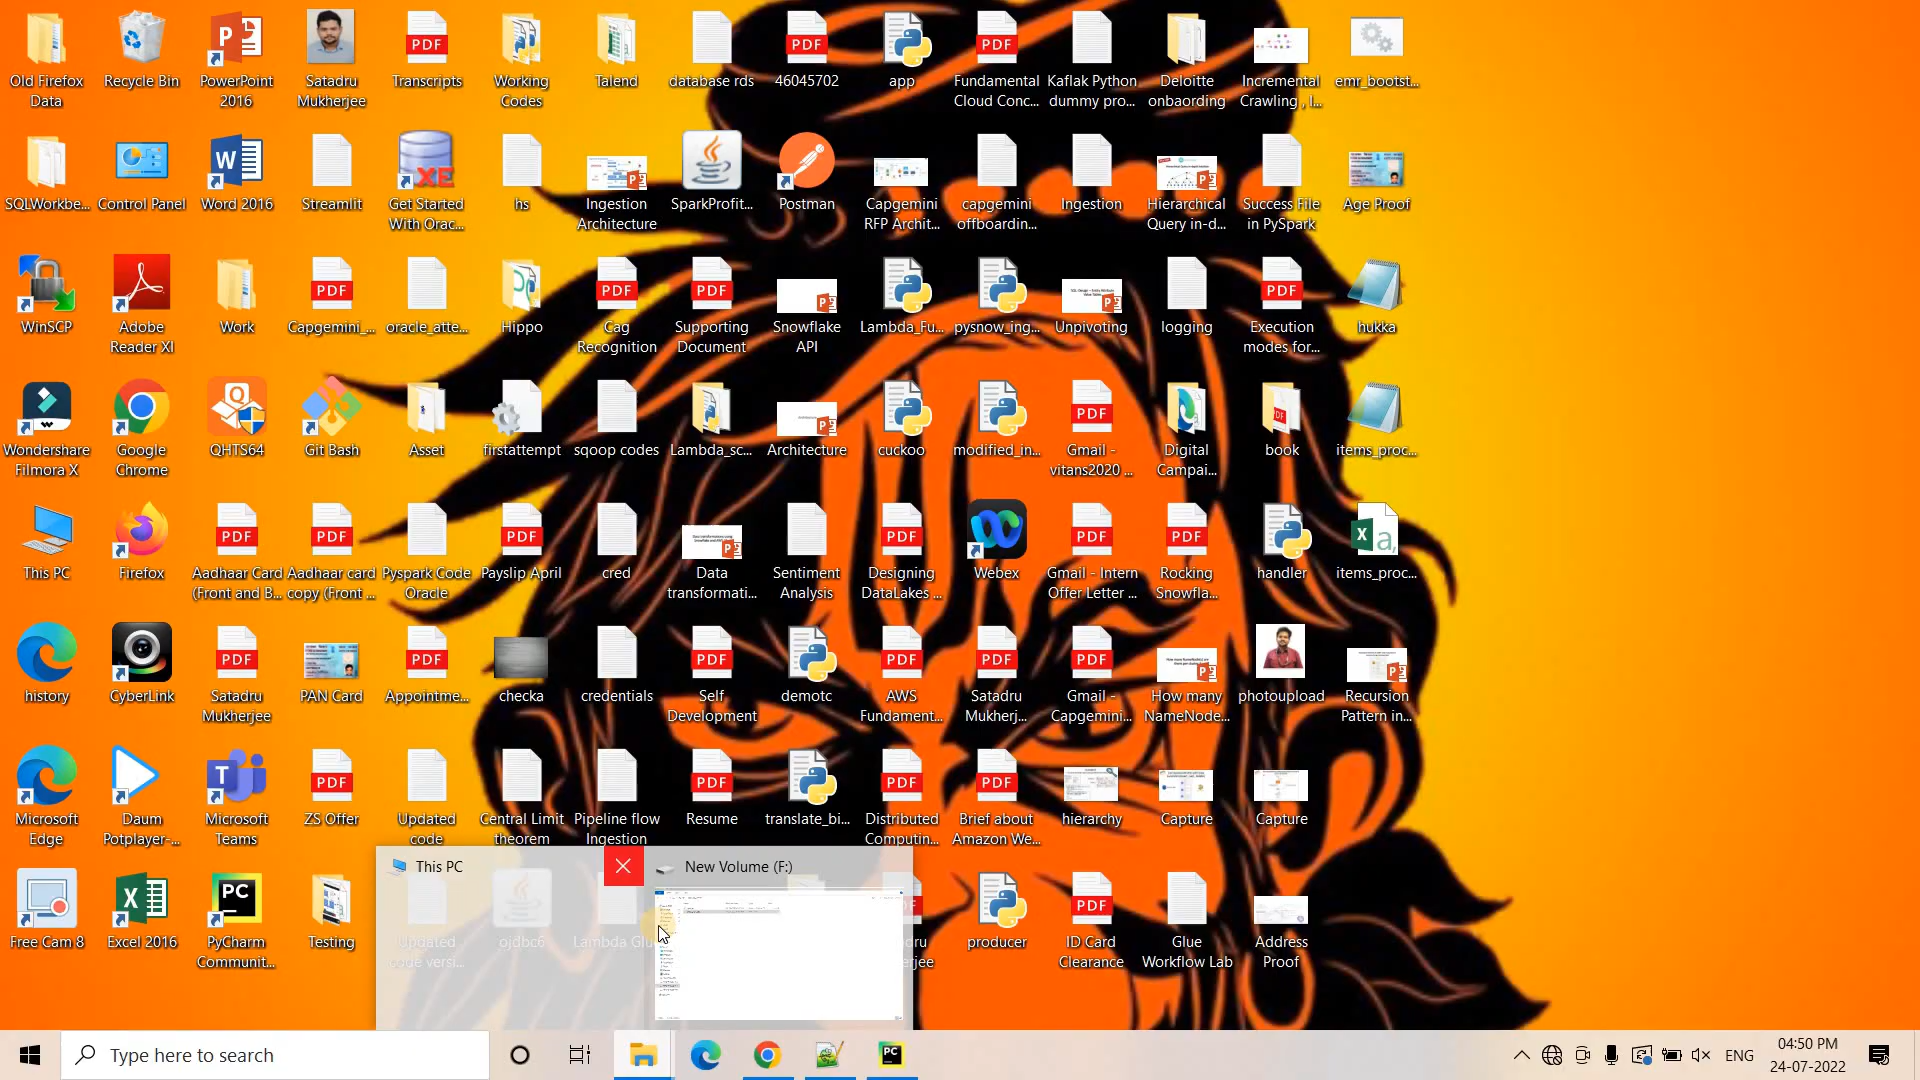 Old Firefox
Data
Recycle Bin
PowerPoint
2016
Satadru
Mukherjee
Transcripts
Working
Codes
Talend
database rds
46045702
app
Fundamental
Cloud Conc...
Kaflak Python
dummy pro...
Deloitte
onbaording
Incremental
Crawling , I...
emr_bootst...
SQLWorkbe...
Control Panel
Word 2016
Streamlit
Get Started
With Orac...
hs
Ingestion
Architecture
SparkProfit...
Postman
Capgemini
RFP Archit...
capgemini
offboardin...
Ingestion
Hierarchical
Query in-d...
Success File
in PySpark
Age Proof
WinSCP
Adobe
Reader XI
Work
Capgemini_...
oracle_atte...
Hippo
Cag
Recognition
Supporting
Document
Snowflake
API
Lambda_Fu...
pysnow_ing...
Unpivoting
logging
Execution
modes for...
hukka
Wondershare
Filmora X
Google
Chrome
QHTS64
Git Bash
Asset
firstattempt
sqoop codes
Lambda_sc...
Architecture
cuckoo
modified_in...
Gmail -
vitans2020 ...
Digital
Campai...
book
items_proc...
This PC
Firefox
Aadhaar Card
(Front and B...
Aadhaar card
copy (Front ...
Pyspark Code
Oracle
Payslip April
cred
Data
transformati...
Sentiment
Analysis
Designing
DataLakes ...
Webex
Gmail - Intern
Offer Letter ...
Rocking
Snowfla...
handler
items_proc...
history
CyberLink
Satadru
Mukherjee
PAN Card
Appointme...
checka
credentials
Self
Development
demotc
AWS
Fundament...
Satadru
Mukherj...
Gmail -
Capgemini...
How many
NameNode...
photoupload
Recursion
Pattern in...
Microsoft
Edge
Daum
Potplayer-...
Microsoft
Teams
ZS Offer
Updated
code
Central Limit
theorem
Pipeline flow
Ingestion
Resume
translate_bi...
Distributed
Computin...
Brief about
Amazon We...
hierarchy
Capture
Capture
This PC
New Volume (F:)
Free Cam 8
Excel 2016
PyCharm
Communit...
Testing
Updated
code versi...
ojdbc6
Lambda Glu
producer
ID Card
Clearance
Glue
Workflow Lab
Address
Proof
Type here to search
ENG
04:50 PM
24-07-2022